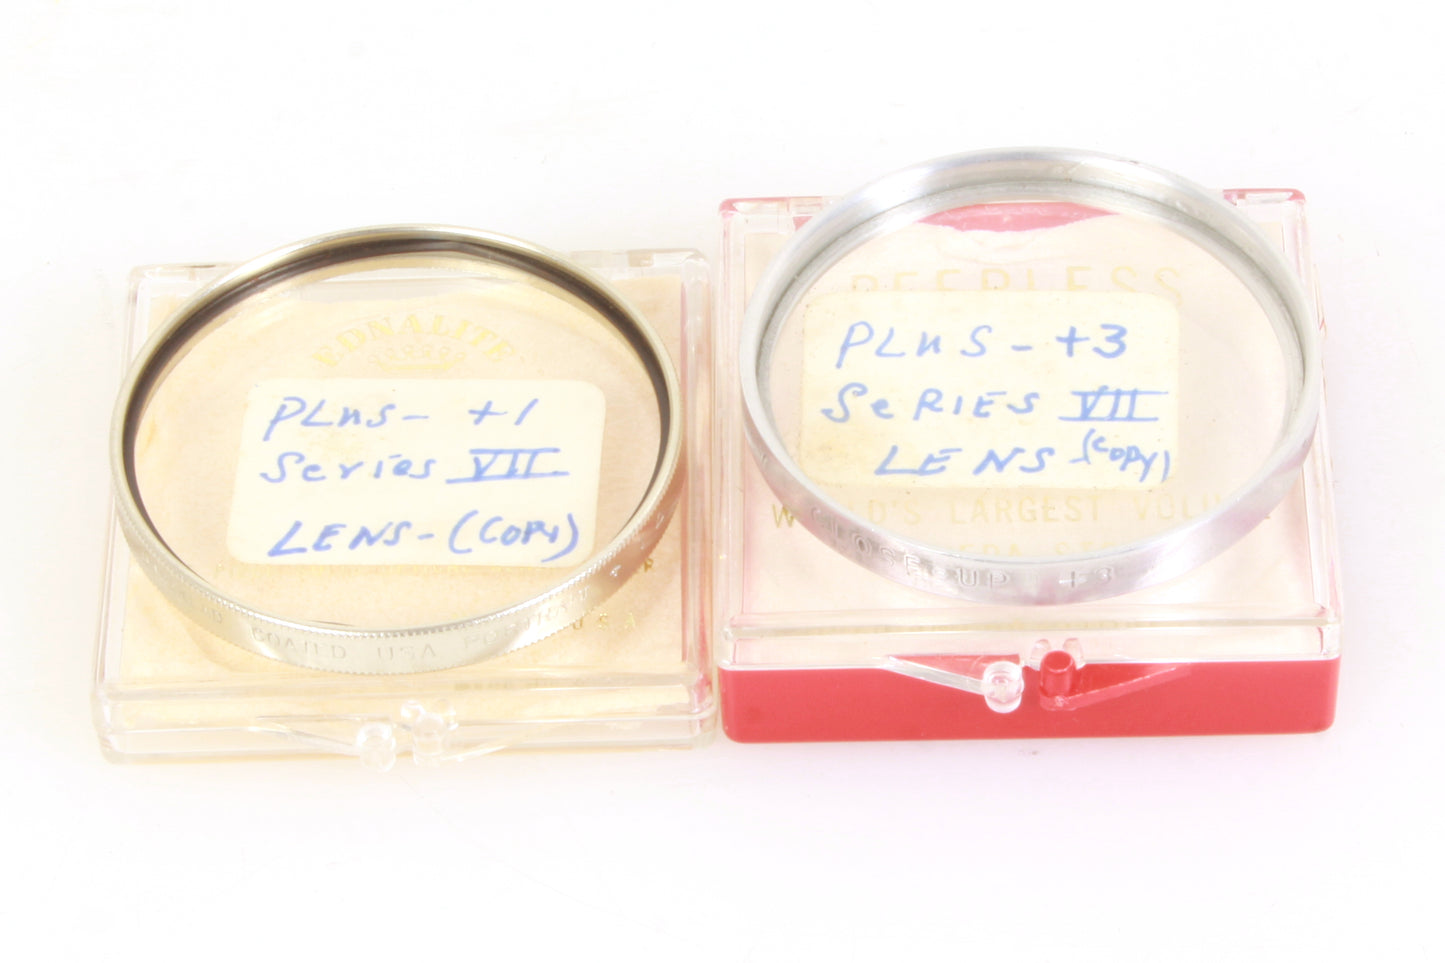 EDNALITE
PLUS- +1
Series VII
LENS-(COPY)
COATED USA
U.S.A
PEERLESS
PLUS-+3
SeRIES VII
LENS-(COPY)
LARGEST
CLOSE-UP +3